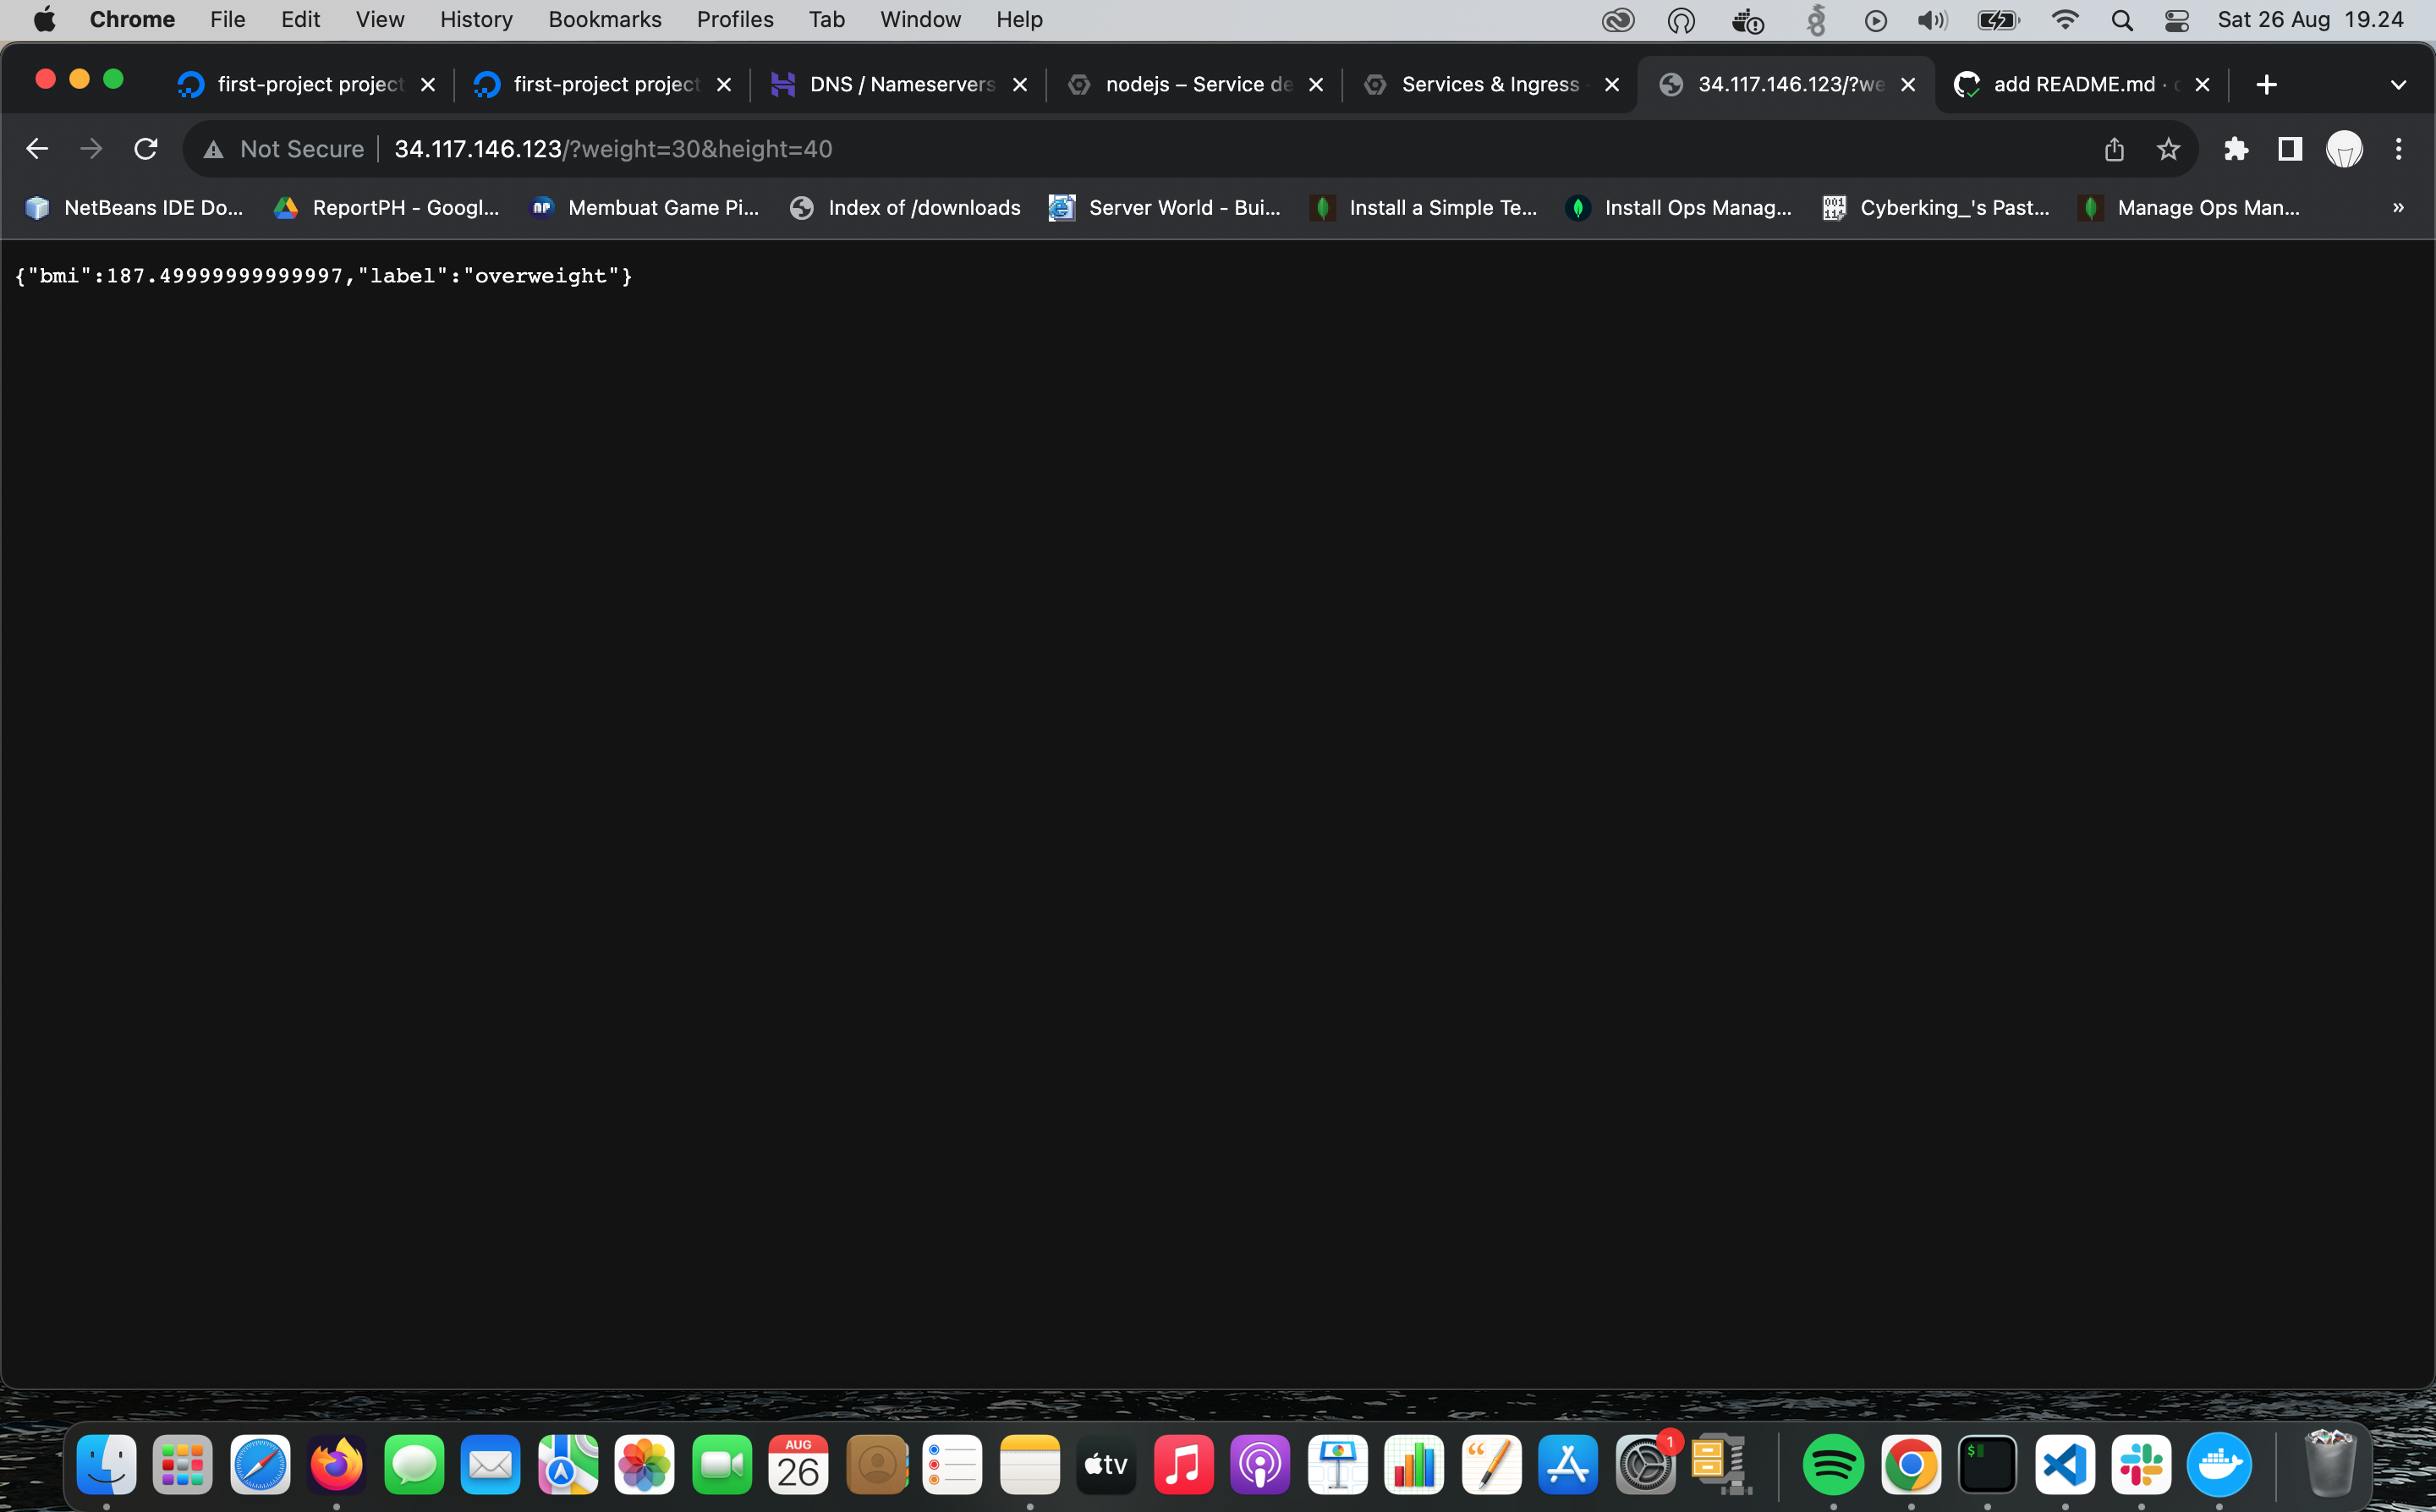 Chrome File Edit View History Bookmarks Profiles Tab Window Help Sat 26 Aug 19.24
first-project project first-project project DNS / Nameservers nodejs – Service de Services & Ingress 34.117.146.123/?we add README.md ·
Not Secure 34.117.146.123/?weight=30&height=40
NetBeans IDE Do... ReportPH - Googl... Membuat Game Pi... Index of /downloads Server World - Bui... Install a Simple Te... Install Ops Manag... Cyberking_'s Past... Manage Ops Man... »
{"bmi":187.49999999999997,"label":"overweight"}
AUG
26
tv
1
$